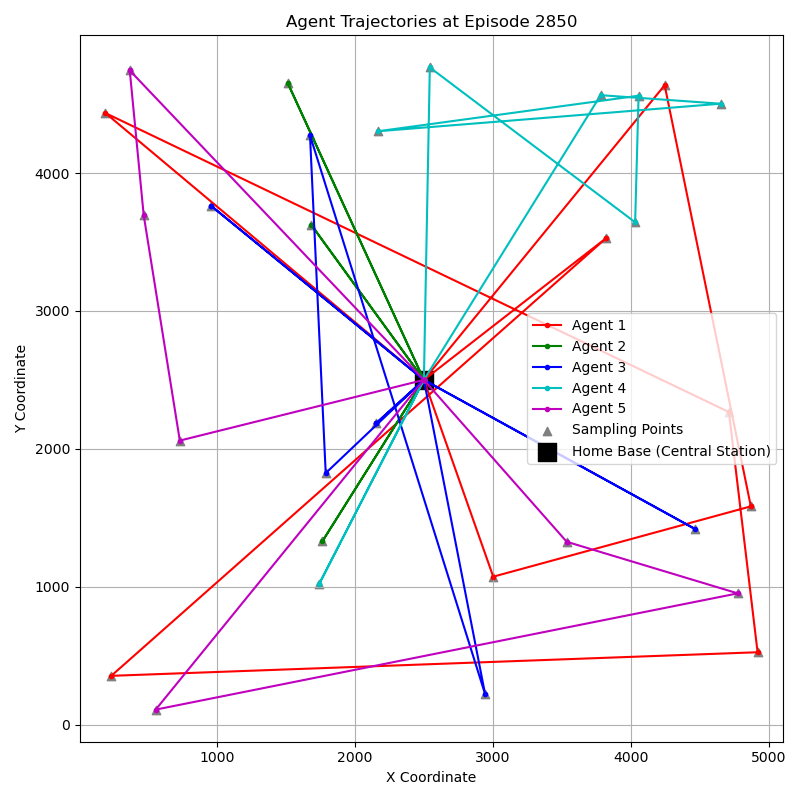 Agent Trajectories at Episode 2850
Y Coordinate
4000
3000
2000
1000
0
Agent 1
Agent 2
Agent 3
Agent 4
Agent 5
Sampling Points
Home Base (Central Station)
1000
2000
3000
4000
5000
X Coordinate